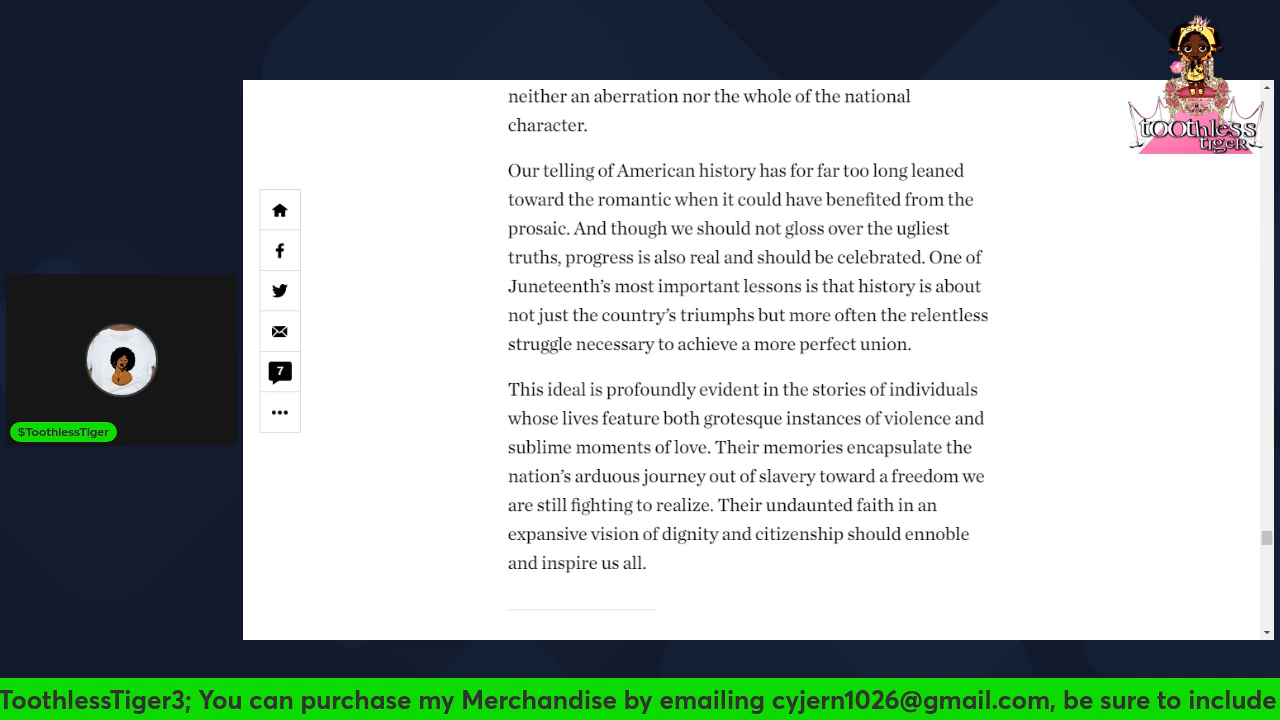 tOOthless
tigeR
neither an aberration nor the whole of the national
character.
Our telling of American history has for far too long leaned
toward the romantic when it could have benefited from the
prosaic. And though we should not gloss over the ugliest
truths, progress is also real and should be celebrated. One of
Juneteenth’s most important lessons is that history is about
not just the country’s triumphs but more often the relentless
struggle necessary to achieve a more perfect union.
This ideal is profoundly evident in the stories of individuals
whose lives feature both grotesque instances of violence and
sublime moments of love. Their memories encapsulate the
nation’s arduous journey out of slavery toward a freedom we
are still fighting to realize. Their undaunted faith in an
expansive vision of dignity and citizenship should ennoble
and inspire us all.
7
$ToothlessTiger
ToothlessTiger3; You can purchase my Merchandise by emailing cyjern1026@gmail.com, be sure to include